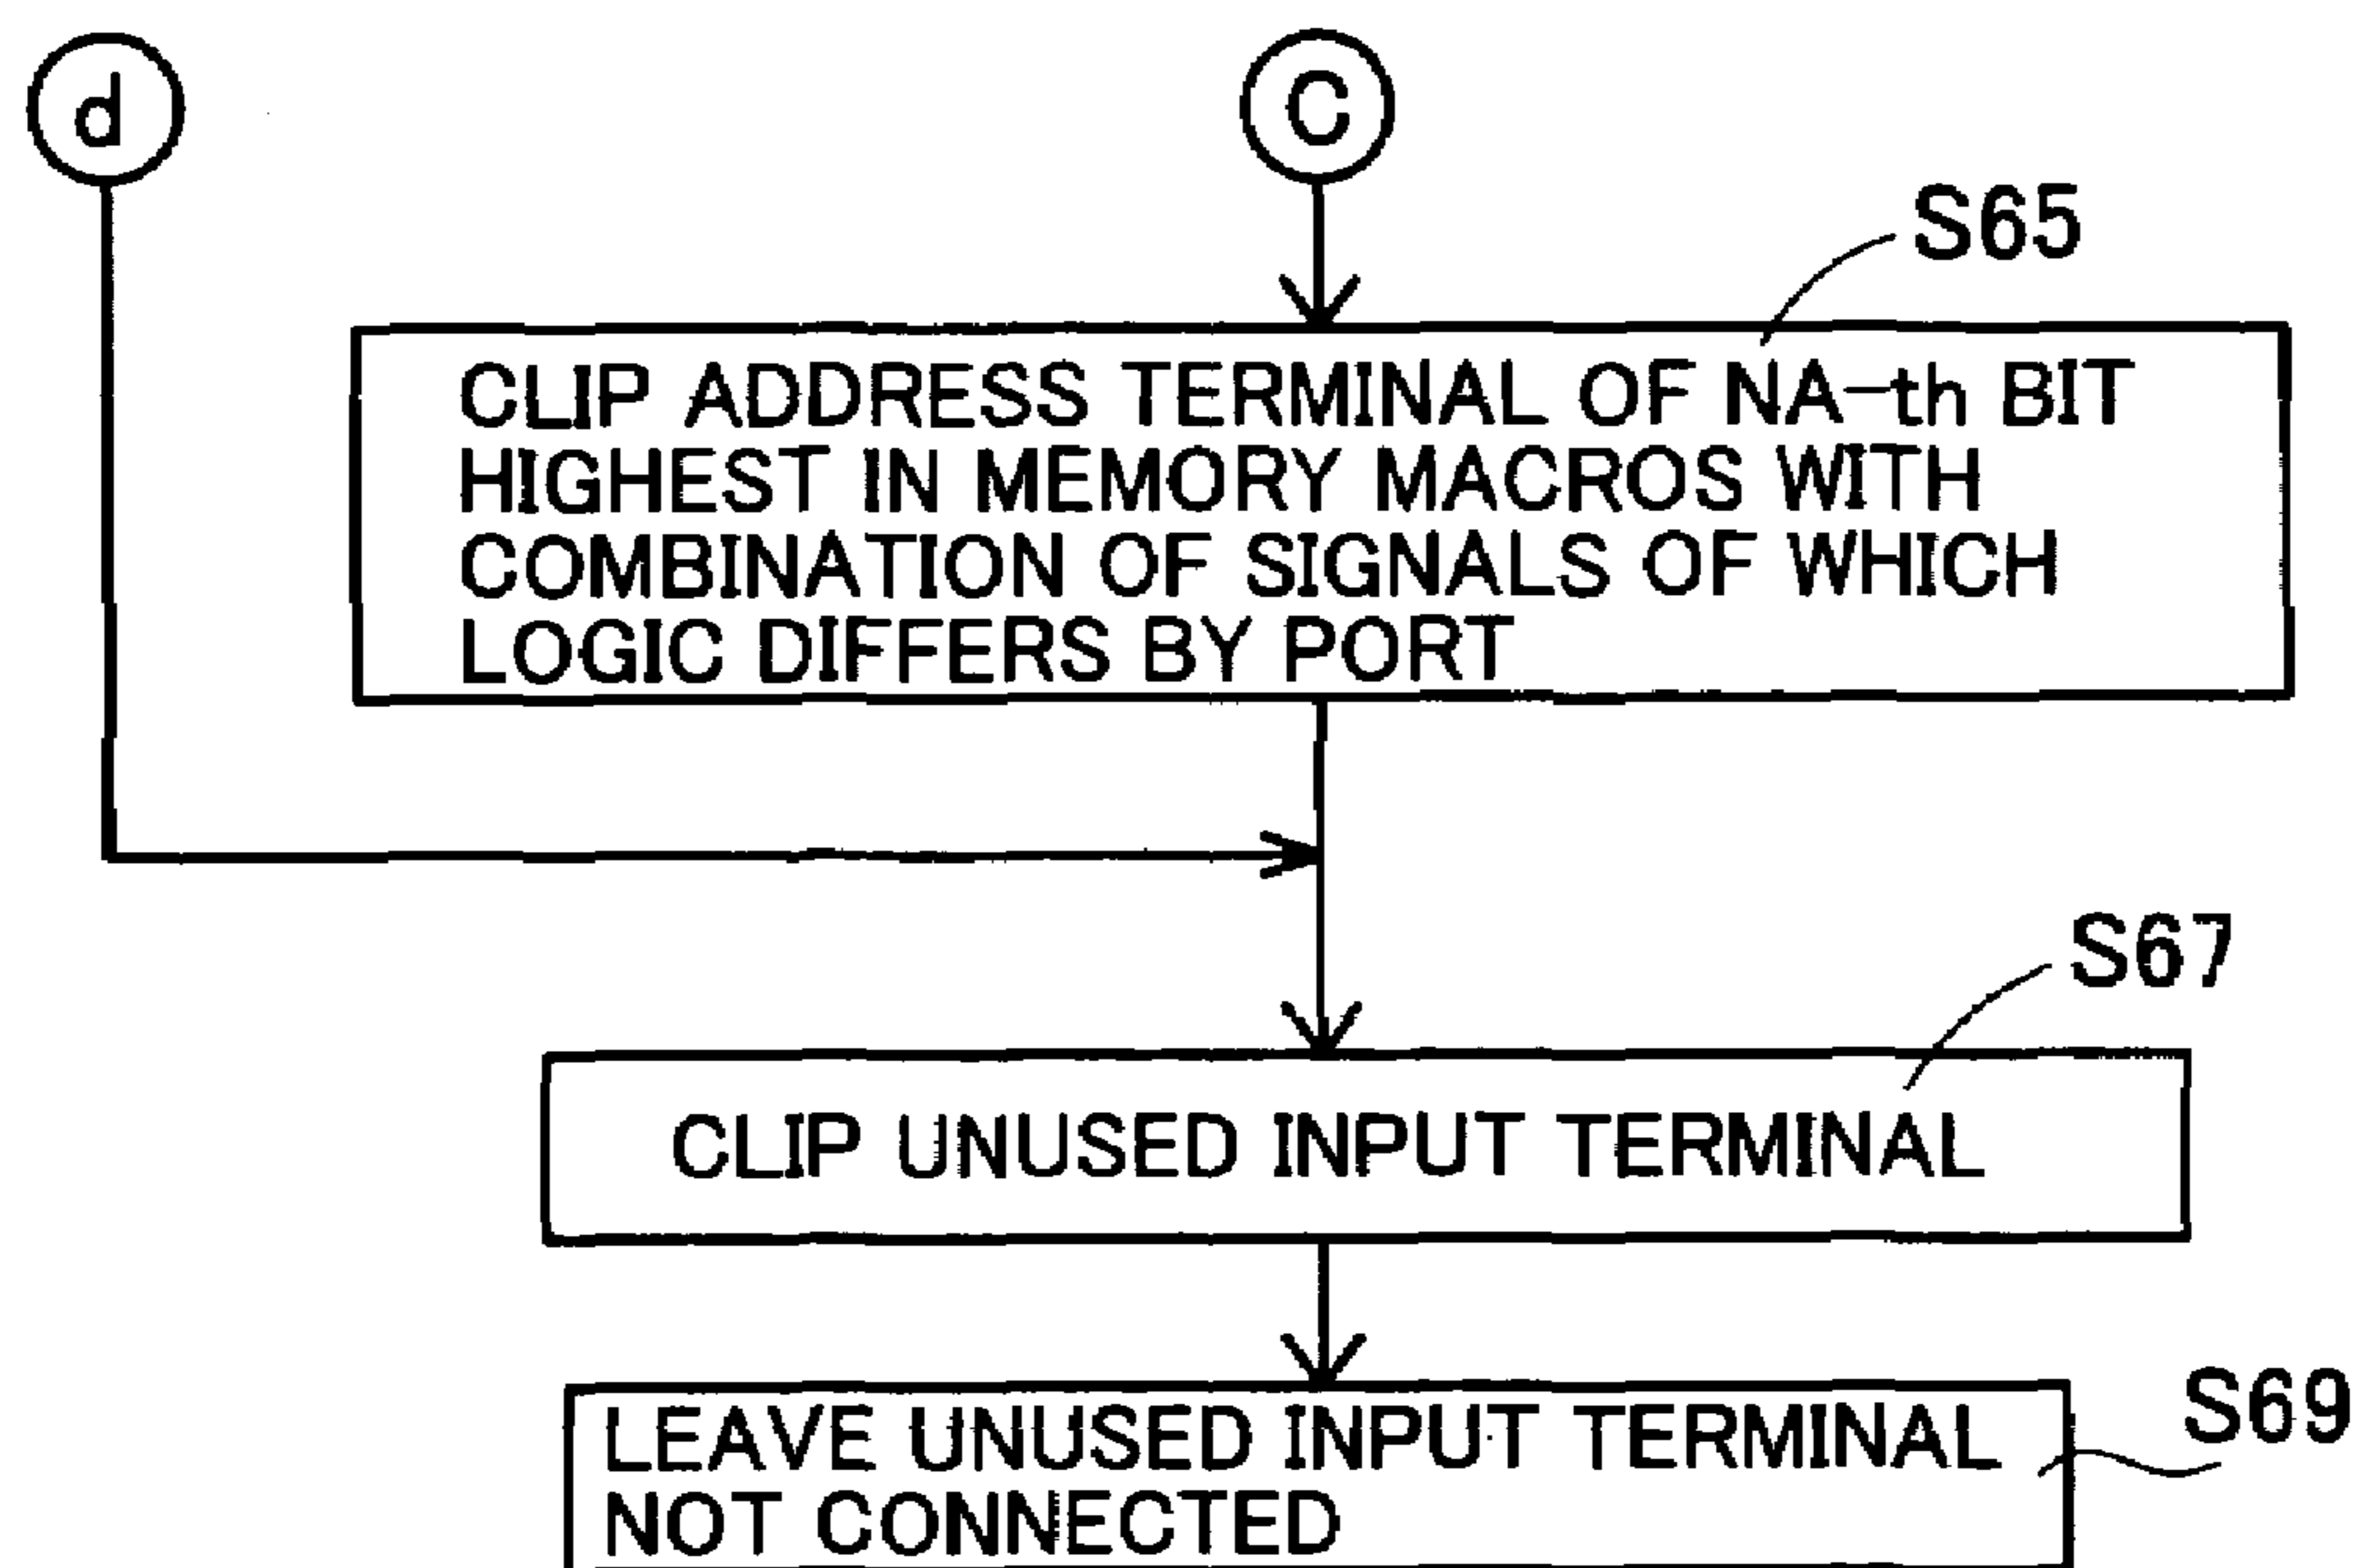 d
C
S65
CLIP ADDRESS TERMINAL OF NA-th BIT
HIGHEST IN MEMORY MACROS WITH
COMBINATION OF SIGNALS OF WHICH
LOGIC DIFFERS BY PORT
S67
CLIP UNUSED INPUT TERMINAL
S69
LEAVE UNUSED INPUT TERMINAL
NOT CONNECTED